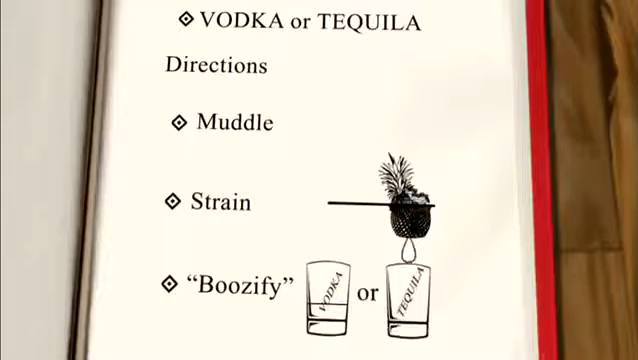 VODKA or TEQUILA
Directions
Muddle
Strain
“Boozify” VODKA or TEQUILA